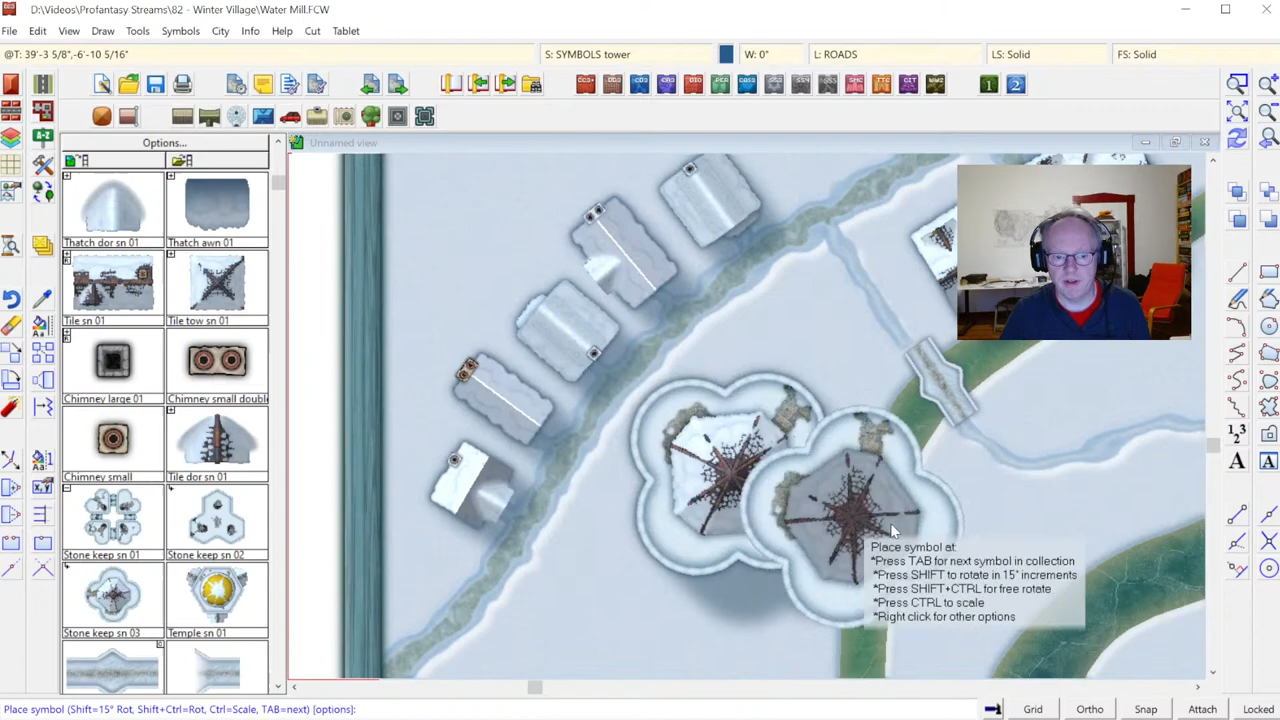 D:\Videos\Profantasy Streams\82 - Winter Village\Water Mill.FCW
File Edit View Draw Tools Symbols City Info Help Cut Tablet
@T: 39'-3 5/8",-6'-10 5/16" S: SYMBOLS tower W: 0" L: ROADS LS: Solid FS: Solid
1 2
Options...
Unnamed view
Thatch dor sn 01 Thatch awn 01
Tile sn 01 Tile tow sn 01
Chimney large 01 Chimney small double
Chimney small Tile dor sn 01
Stone keep sn 01 Stone keep sn 02
Stone keep sn 03 Temple sn 01
Place symbol at:
*Press TAB for next symbol in collection
*Press SHIFT to rotate in 15° increments
*Press SHIFT+CTRL for free rotate
*Press CTRL to scale
*Right click for other options
Place symbol (Shift=15° Rot, Shift+Ctrl=Rot, Ctrl=Scale, TAB=next) [options]:
Grid Ortho Snap Attach Locked